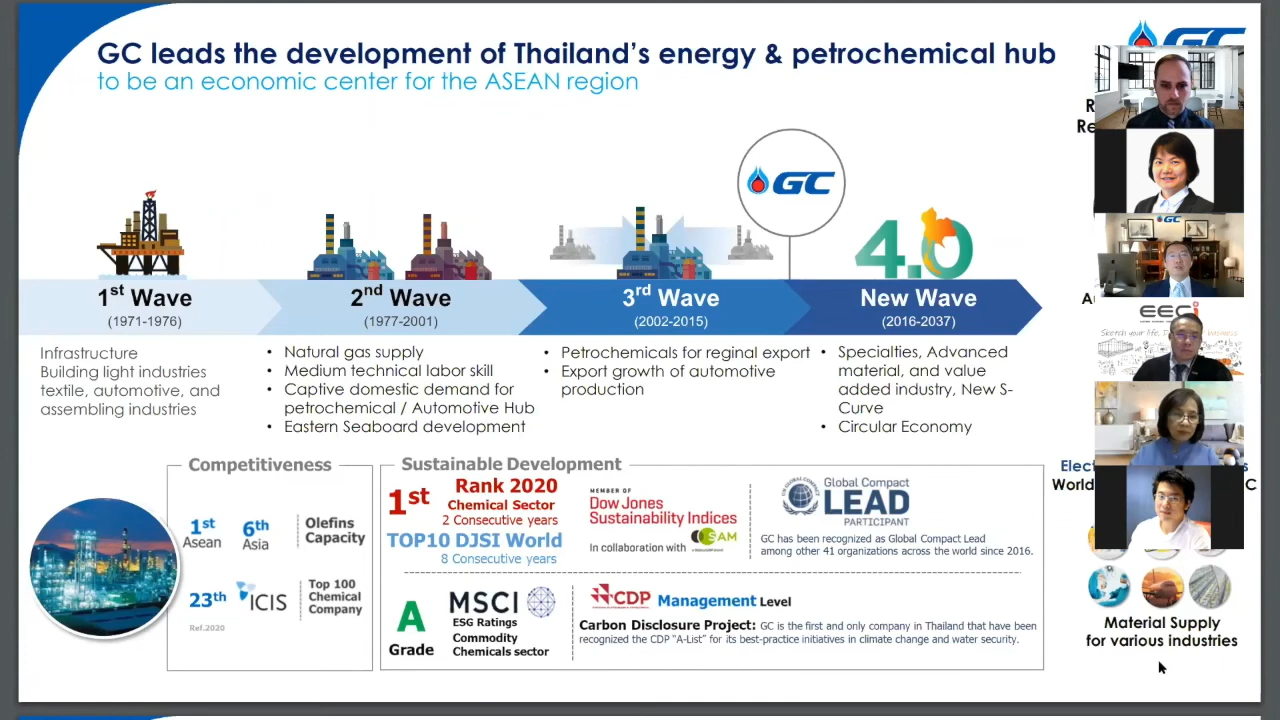 GC leads the development of Thailand's energy & petrochemical hub
to be an economic center for the ASEAN region
GC
GC
4.0
1st Wave
(1971-1976)
2nd Wave
(1977-2001)
3rd Wave
(2002-2015)
New Wave
(2016-2037)
Infrastructure
Building light industries
textile, automotive, and
assembling industries
• Natural gas supply
• Medium technical labor skill
• Captive domestic demand for
petrochemical / Automotive Hub
• Eastern Seaboard development
• Petrochemicals for reginal export
• Export growth of automotive
production
• Specialties, Advanced
material, and value
added industry, New S-
Curve
• Circular Economy
Competitiveness
1st
Asean
6th
Asia
Olefins
Capacity
23th
ICIS
Top 100
Chemical
Company
Ref.2020
Sustainable Development
1st
Rank 2020
Chemical Sector
2 Consecutive years
TOP10 DJSI World
8 Consecutive years
MEMBER OF
Dow Jones
Sustainability Indices
In collaboration with SAM
Global Compact
LEAD
PARTICIPANT
GC has been recognized as Global Compact Lead
among other 41 organizations across the world since 2016.
A
Grade
MSCI
ESG Ratings
Commodity
Chemicals sector
CDP
Management Level
Carbon Disclosure Project: GC is the first and only company in Thailand that have been
recognized the CDP "A-List" for its best-practice initiatives in climate change and water security.
GC
EECi
Material Supply
for various industries